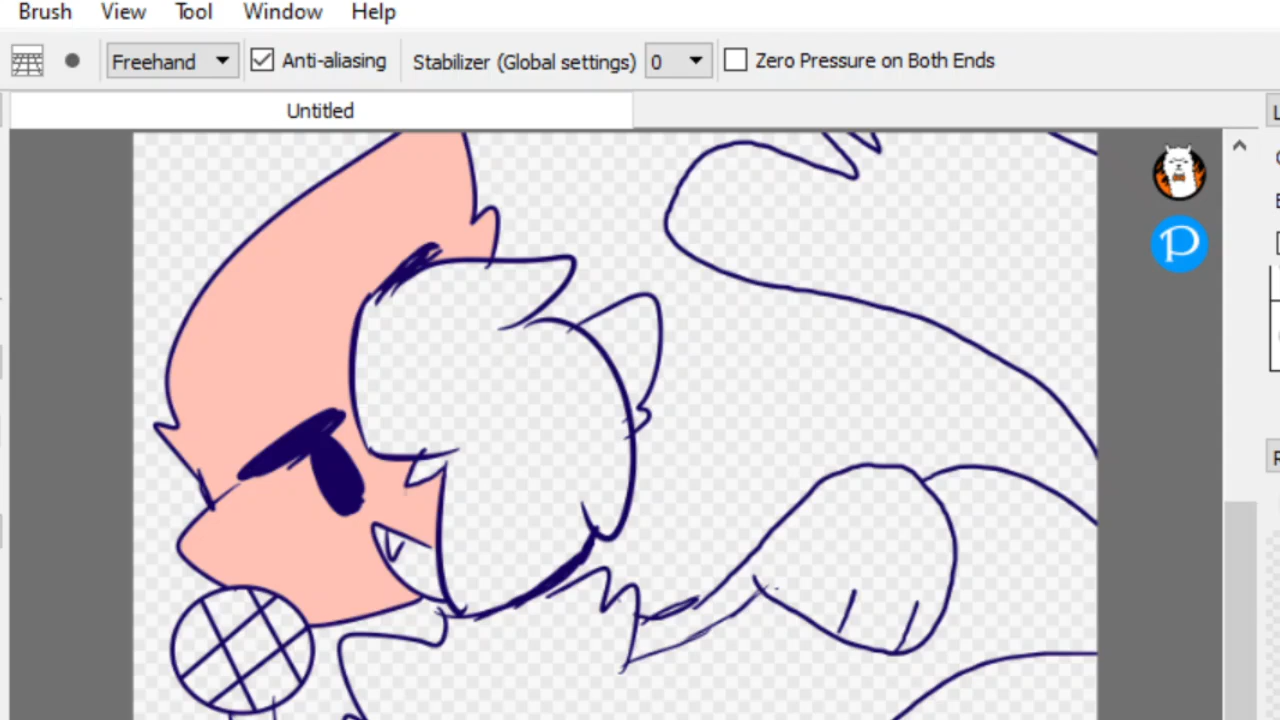 Brush View Tool Window Help
Freehand Anti-aliasing Stabilizer (Global settings) 0 Zero Pressure on Both Ends
Untitled
P